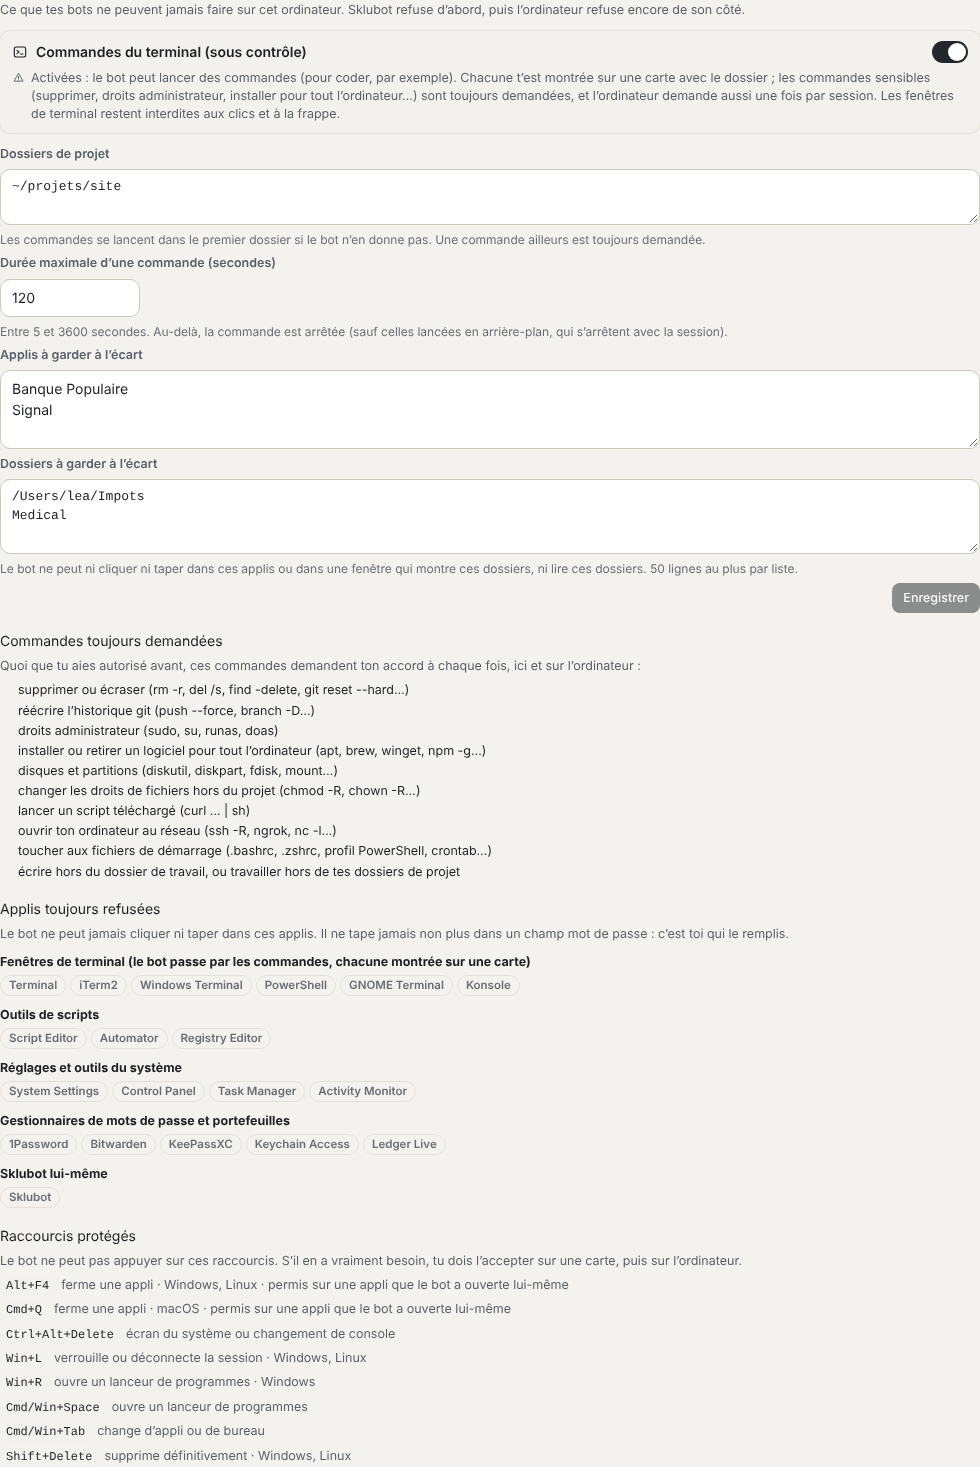 Ce que tes bots ne peuvent jamais faire sur cet ordinateur. Sklubot refuse d’abord, puis l’ordinateur refuse encore de son côté.
Commandes du terminal (sous contrôle)
Activées : le bot peut lancer des commandes (pour coder, par exemple). Chacune t’est montrée sur une carte avec le dossier ; les commandes sensibles
(supprimer, droits administrateur, installer pour tout l’ordinateur…) sont toujours demandées, et l’ordinateur demande aussi une fois par session. Les fenêtres
de terminal restent interdites aux clics et à la frappe.
Dossiers de projet
~/projets/site
Les commandes se lancent dans le premier dossier si le bot n’en donne pas. Une commande ailleurs est toujours demandée.
Durée maximale d’une commande (secondes)
120
Entre 5 et 3600 secondes. Au-delà, la commande est arrêtée (sauf celles lancées en arrière-plan, qui s’arrêtent avec la session).
Applis à garder à l’écart
Banque Populaire
Signal
Dossiers à garder à l’écart
/Users/lea/Impots
Medical
Le bot ne peut ni cliquer ni taper dans ces applis ou dans une fenêtre qui montre ces dossiers, ni lire ces dossiers. 50 lignes au plus par liste.
Enregistrer
Commandes toujours demandées
Quoi que tu aies autorisé avant, ces commandes demandent ton accord à chaque fois, ici et sur l’ordinateur :
supprimer ou écraser (rm -r, del /s, find -delete, git reset --hard…)
réécrire l’historique git (push --force, branch -D…)
droits administrateur (sudo, su, runas, doas)
installer ou retirer un logiciel pour tout l’ordinateur (apt, brew, winget, npm -g…)
disques et partitions (diskutil, diskpart, fdisk, mount…)
changer les droits de fichiers hors du projet (chmod -R, chown -R…)
lancer un script téléchargé (curl … | sh)
ouvrir ton ordinateur au réseau (ssh -R, ngrok, nc -l…)
toucher aux fichiers de démarrage (.bashrc, .zshrc, profil PowerShell, crontab…)
écrire hors du dossier de travail, ou travailler hors de tes dossiers de projet
Applis toujours refusées
Le bot ne peut jamais cliquer ni taper dans ces applis. Il ne tape jamais non plus dans un champ mot de passe : c’est toi qui le remplis.
Fenêtres de terminal (le bot passe par les commandes, chacune montrée sur une carte)
Terminal iTerm2 Windows Terminal PowerShell GNOME Terminal Konsole
Outils de scripts
Script Editor Automator Registry Editor
Réglages et outils du système
System Settings Control Panel Task Manager Activity Monitor
Gestionnaires de mots de passe et portefeuilles
1Password Bitwarden KeePassXC Keychain Access Ledger Live
Sklubot lui-même
Sklubot
Raccourcis protégés
Le bot ne peut pas appuyer sur ces raccourcis. S’il en a vraiment besoin, tu dois l’accepter sur une carte, puis sur l’ordinateur.
Alt+F4 ferme une appli · Windows, Linux · permis sur une appli que le bot a ouverte lui-même
Cmd+Q ferme une appli · macOS · permis sur une appli que le bot a ouverte lui-même
Ctrl+Alt+Delete écran du système ou changement de console
Win+L verrouille ou déconnecte la session · Windows, Linux
Win+R ouvre un lanceur de programmes · Windows
Cmd/Win+Space ouvre un lanceur de programmes
Cmd/Win+Tab change d’appli ou de bureau
Shift+Delete supprime définitivement · Windows, Linux